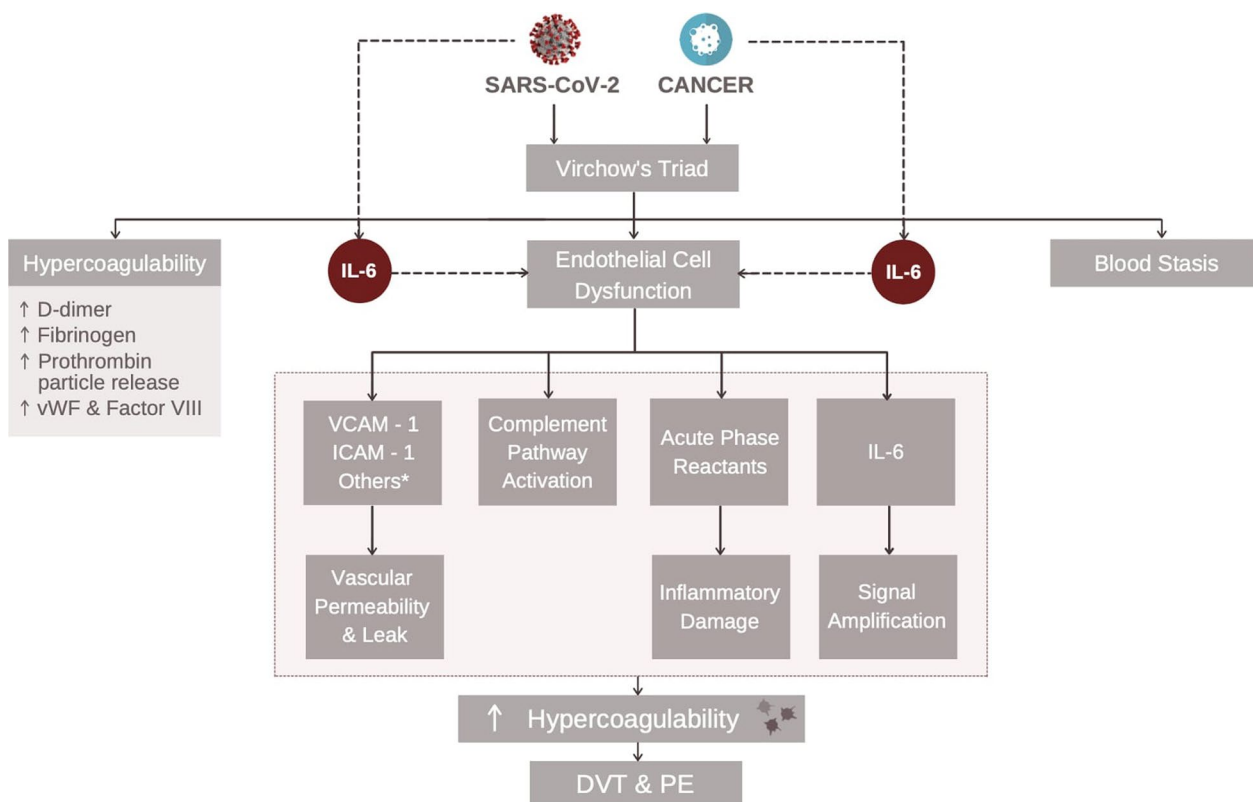 SARS-CoV-2
CANCER
Virchow's Triad
Hypercoagulability
↑ D-dimer
↑ Fibrinogen
↑ Prothrombin
particle release
↑ vWF & Factor VIII
IL-6
Endothelial Cell
Dysfunction
IL-6
Blood Stasis
VCAM - 1
ICAM - 1
Others*
Complement
Pathway
Activation
Acute Phase
Reactants
IL-6
Vascular
Permeability
& Leak
Inflammatory
Damage
Signal
Amplification
↑ Hypercoagulability
DVT & PE